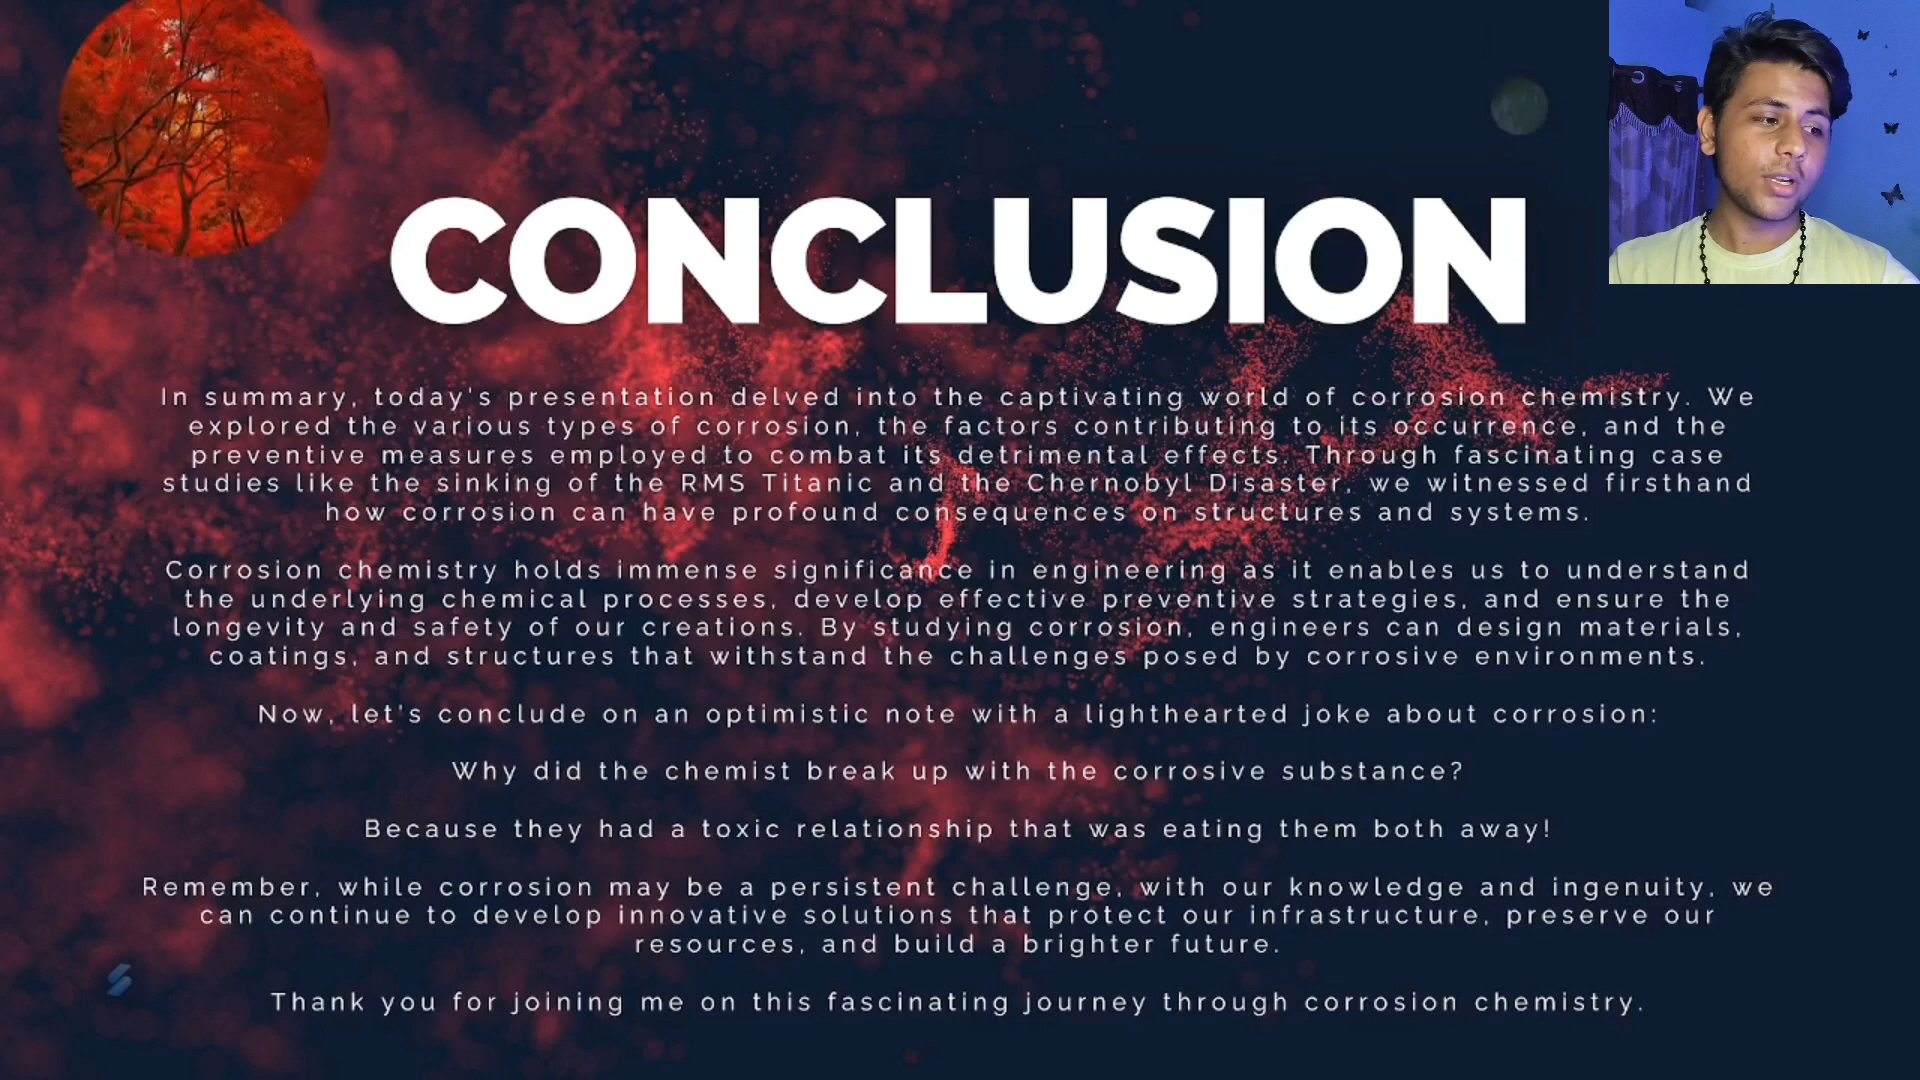 CONCLUSION
In summary, today's presentation delved into the captivating world of corrosion chemistry. We
explored the various types of corrosion, the factors contributing to its occurrence, and the
preventive measures employed to combat its detrimental effects. Through fascinating case
studies like the sinking of the RMS Titanic and the Chernobyl Disaster, we witnessed firsthand
how corrosion can have profound consequences on structures and systems.
Corrosion chemistry holds immense significance in engineering as it enables us to understand
the underlying chemical processes, develop effective preventive strategies, and ensure the
longevity and safety of our creations. By studying corrosion, engineers can design materials,
coatings, and structures that withstand the challenges posed by corrosive environments.
Now, let's conclude on an optimistic note with a lighthearted joke about corrosion:
Why did the chemist break up with the corrosive substance?
Because they had a toxic relationship that was eating them both away!
Remember, while corrosion may be a persistent challenge, with our knowledge and ingenuity, we
can continue to develop innovative solutions that protect our infrastructure, preserve our
resources, and build a brighter future.
Thank you for joining me on this fascinating journey through corrosion chemistry.